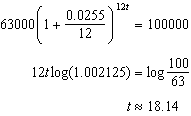 63000(1 + 0.0255/12)^12t = 100000
12t log(1.002125) = log 100/63
t ≈ 18.14